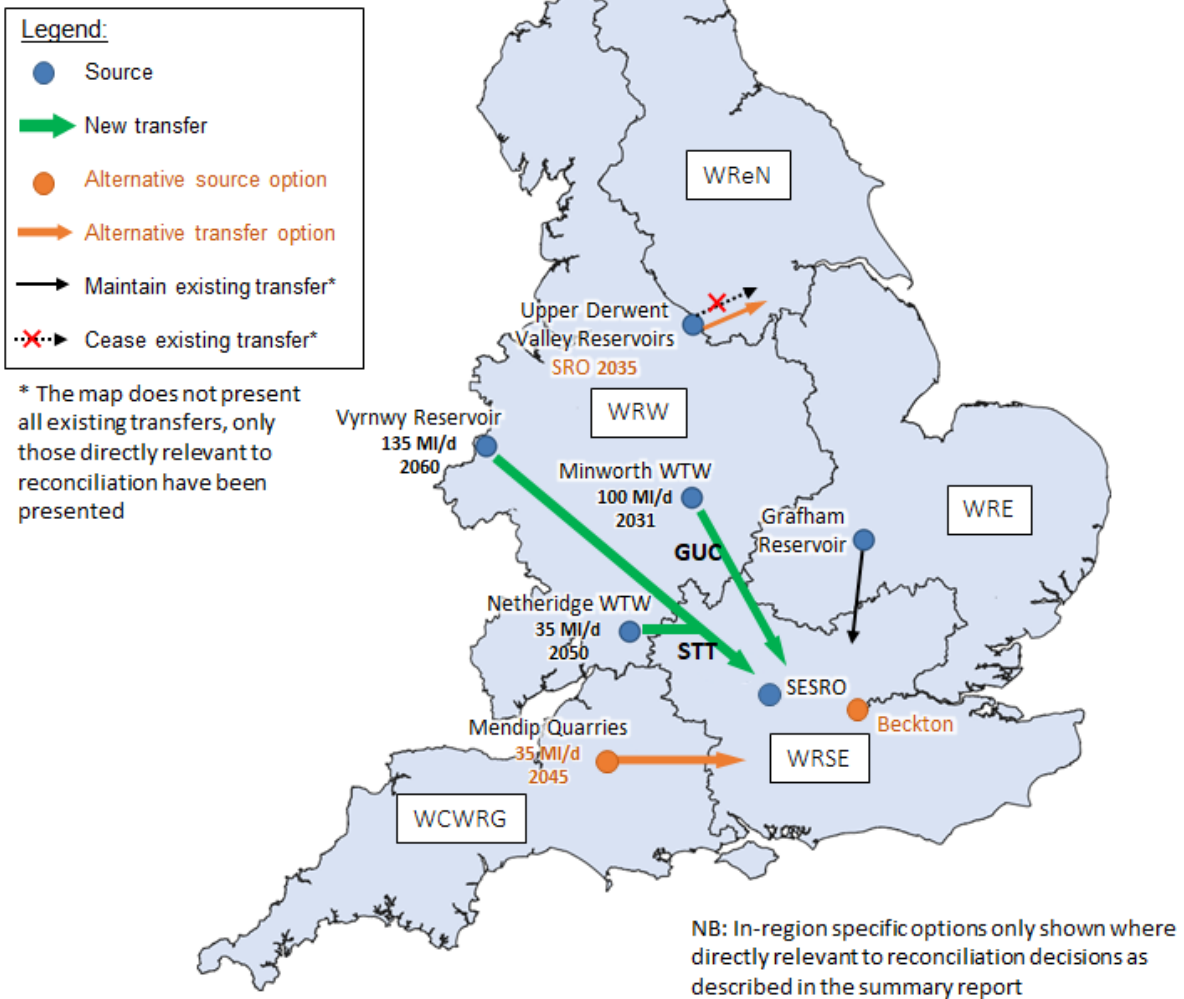 Legend:
Source
New transfer
Alternative source option
Alternative transfer option
Maintain existing transfer*
Cease existing transfer*
* The map does not present
all existing transfers, only
those directly relevant to
reconciliation have been
presented
WReN
Upper Derwent
Valley Reservoirs
SRO 2035
WRW
Vyrnwy Reservoir
135 Ml/d
2060
Minworth WTW
100 Ml/d
2031
GUC
Grafham
Reservoir
WRE
Netheridge WTW
35 Ml/d
2050
STT
SESRO
Beckton
Mendip Quarries
35 Ml/d
2045
WRSE
WCWRG
NB: In-region specific options only shown where
directly relevant to reconciliation decisions as
described in the summary report